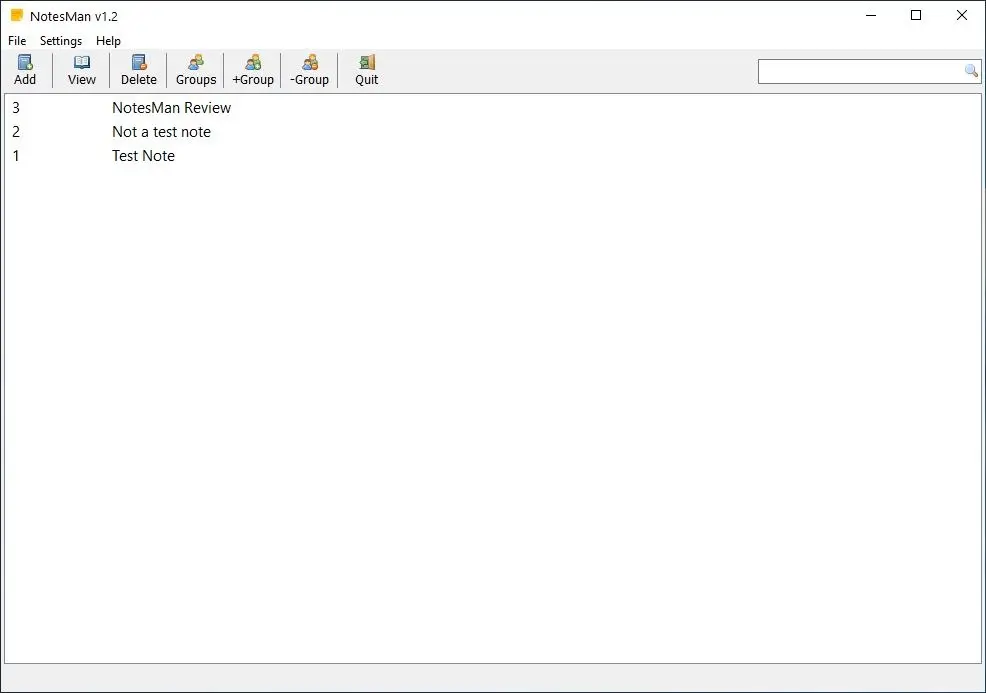 NotesMan v1.2
File Settings Help
Add View Delete Groups +Group -Group Quit
3 NotesMan Review
2 Not a test note
1 Test Note